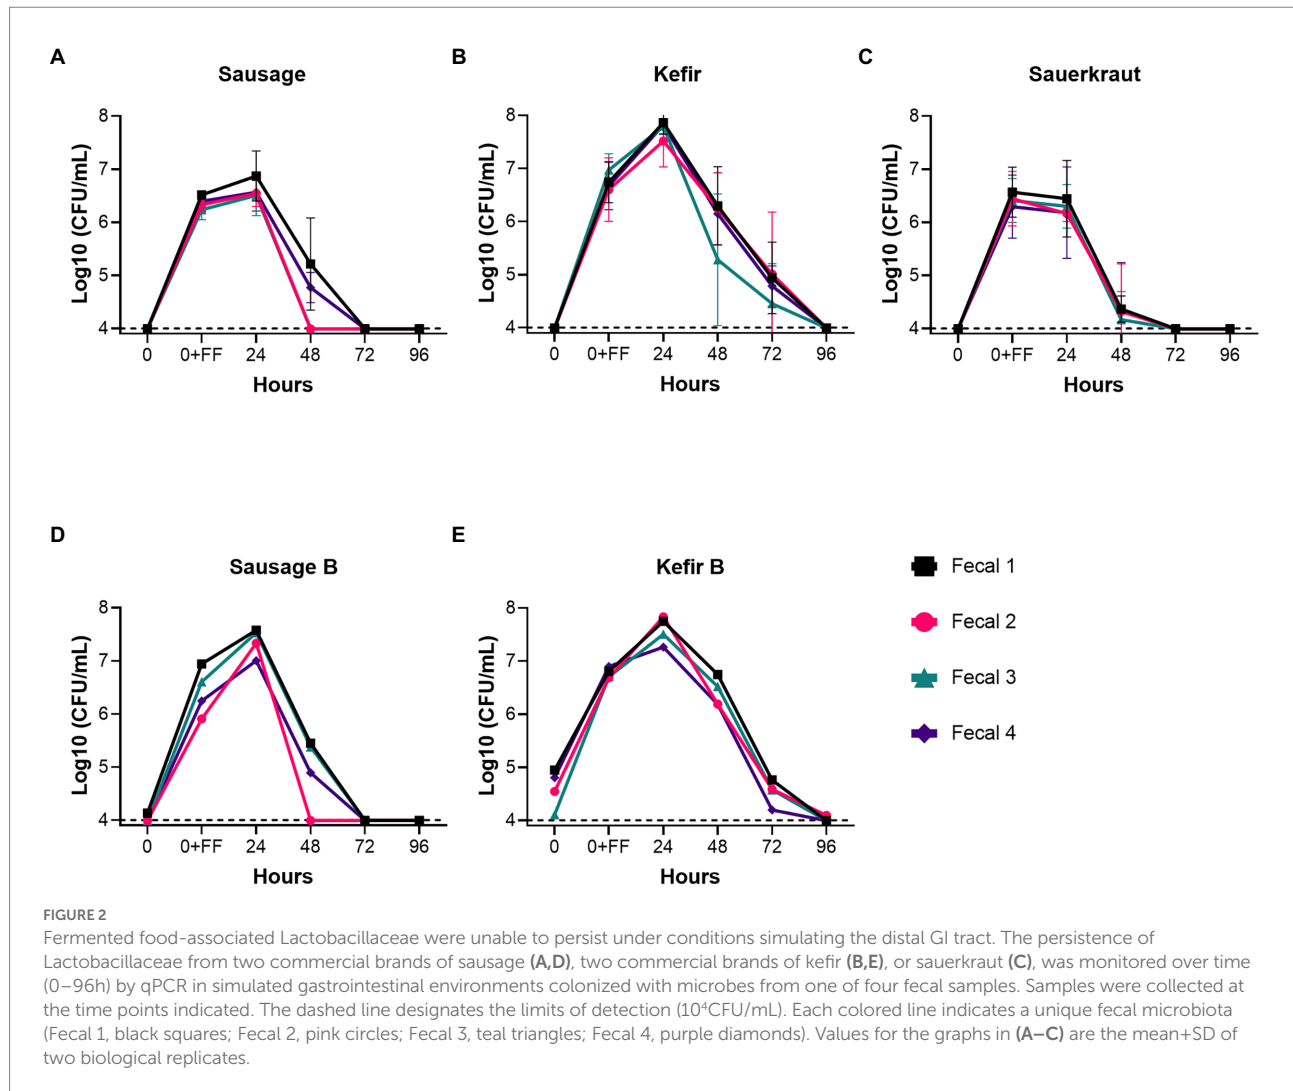 A
Sausage
Log10 (CFU/mL)
8
7
6
5
4
0 0+FF 24 48 72 96
Hours
B
Kefir
Log10 (CFU/mL)
8
7
6
5
4
0 0+FF 24 48 72 96
Hours
C
Sauerkraut
Log10 (CFU/mL)
8
7
6
5
4
0 0+FF 24 48 72 96
Hours
D
Sausage B
Log10 (CFU/mL)
8
7
6
5
4
0 0+FF 24 48 72 96
Hours
E
Kefir B
Log10 (CFU/mL)
8
7
6
5
4
0 0+FF 24 48 72 96
Hours
Fecal 1
Fecal 2
Fecal 3
Fecal 4
FIGURE 2
Fermented food-associated Lactobacillaceae were unable to persist under conditions simulating the distal GI tract. The persistence of
Lactobacillaceae from two commercial brands of sausage (A,D), two commercial brands of kefir (B,E), or sauerkraut (C), was monitored over time
(0–96h) by qPCR in simulated gastrointestinal environments colonized with microbes from one of four fecal samples. Samples were collected at
the time points indicated. The dashed line designates the limits of detection (10⁴CFU/mL). Each colored line indicates a unique fecal microbiota
(Fecal 1, black squares; Fecal 2, pink circles; Fecal 3, teal triangles; Fecal 4, purple diamonds). Values for the graphs in (A–C) are the mean+SD of
two biological replicates.